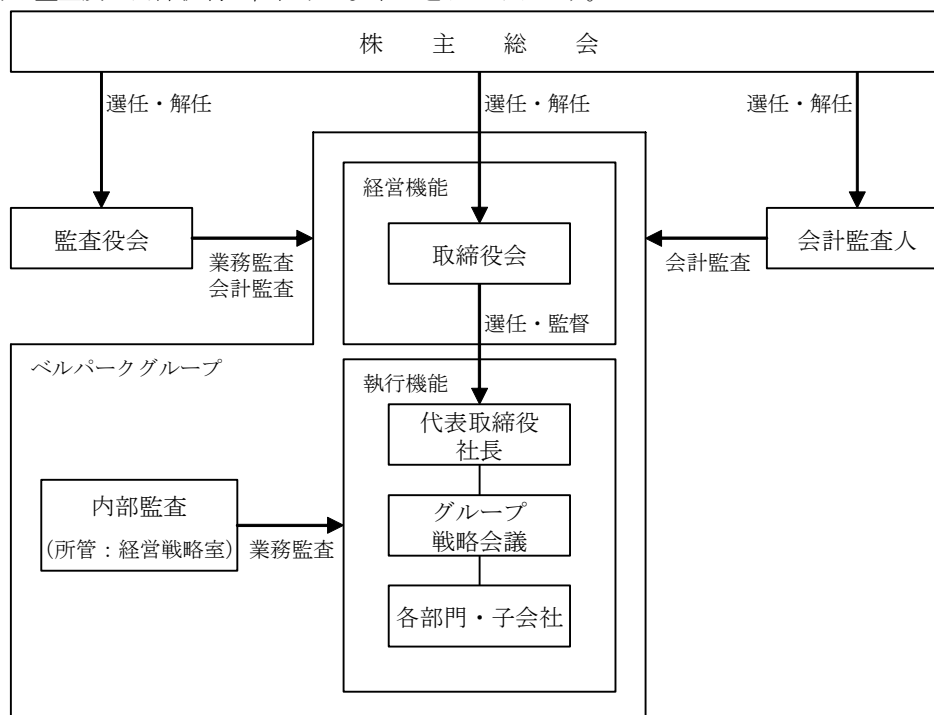 株 主 総 会
選任・解任
選任・解任
選任・解任
経営機能
監査役会
取締役会
会計監査人
業務監査
会計監査
会計監査
選任・監督
ベルパークグループ
執行機能
代表取締役
社長
内部監査
(所管：経営戦略室)
業務監査
グループ
戦略会議
各部門・子会社